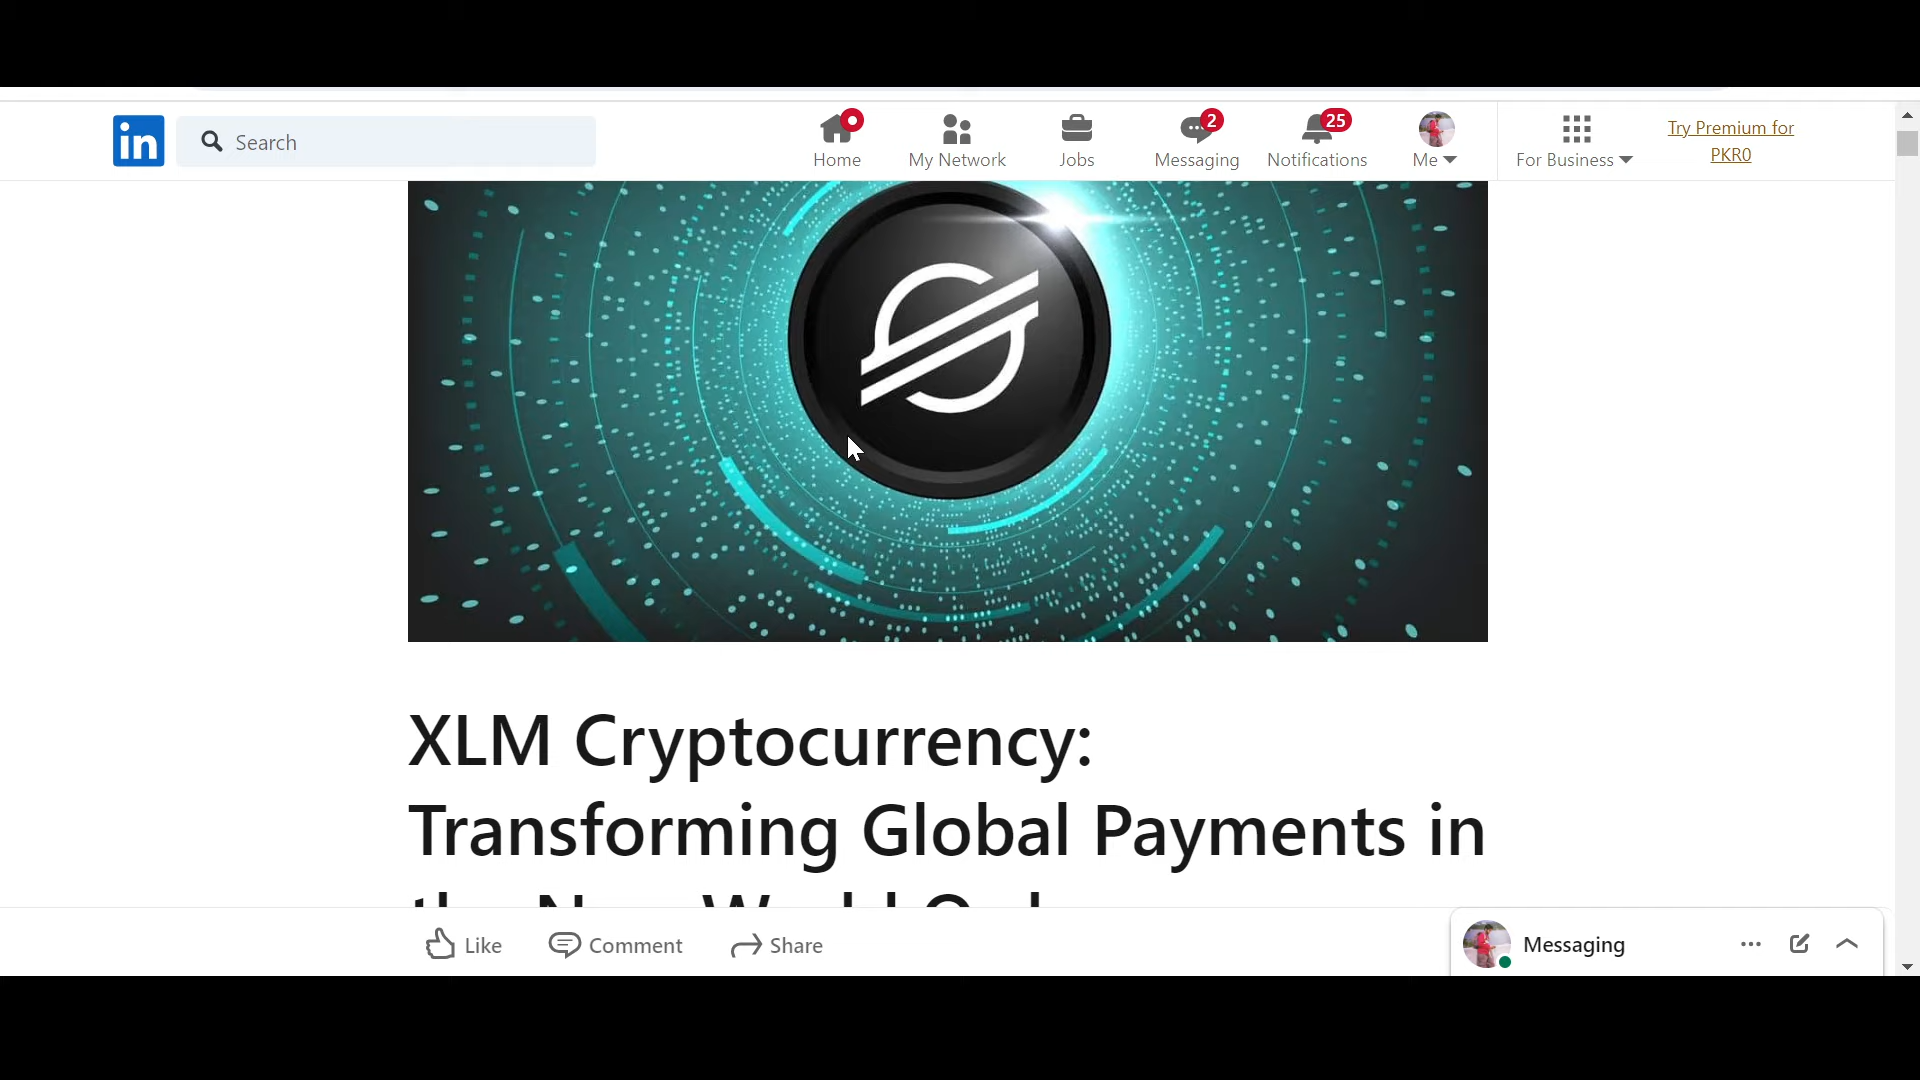 in
Search
Home
My Network
Jobs
2
Messaging
25
Notifications
Me
For Business
Try Premium for
PKR0
XLM Cryptocurrency:
Transforming Global Payments in
Like
Comment
Share
Messaging